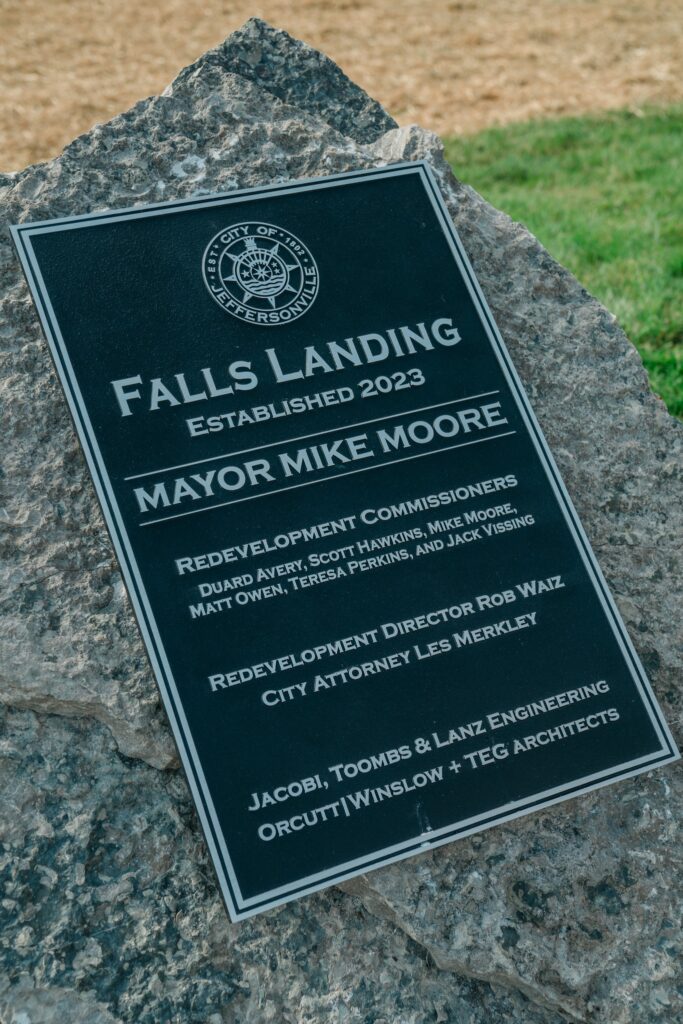 CITY OF
EST 1802
JEFFERSONVILLE
FALLS LANDING
ESTABLISHED 2023
MAYOR MIKE MOORE
REDEVELOPMENT COMMISSIONERS
DUARD AVERY, SCOTT HAWKINS, MIKE MOORE,
MATT OWEN, TERESA PERKINS, AND JACK VISSING
REDEVELOPMENT DIRECTOR ROB WAIZ
CITY ATTORNEY LES MERKLEY
JACOBI, TOOMBS & LANZ ENGINEERING
ORCUTT|WINSLOW + TEG ARCHITECTS